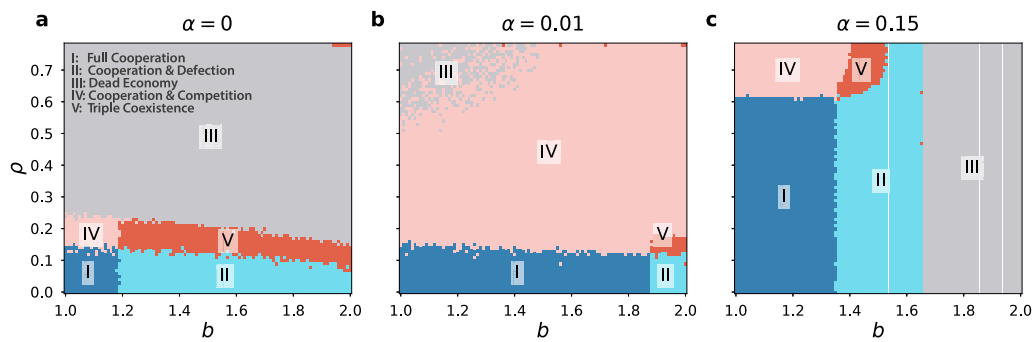 a
α = 0
b
α = 0.01
c
α = 0.15
I: Full Cooperation
II: Cooperation & Defection
III: Dead Economy
IV: Cooperation & Competition
V: Triple Coexistence
III
IV
V
I
II
0.7
0.6
0.5
0.4
0.3
0.2
0.1
0.0
ρ
1.0 1.2 1.4 1.6 1.8 2.0
b
III
IV
V
I
II
1.0 1.2 1.4 1.6 1.8 2.0
b
IV
V
I
II
III
1.0 1.2 1.4 1.6 1.8 2.0
b